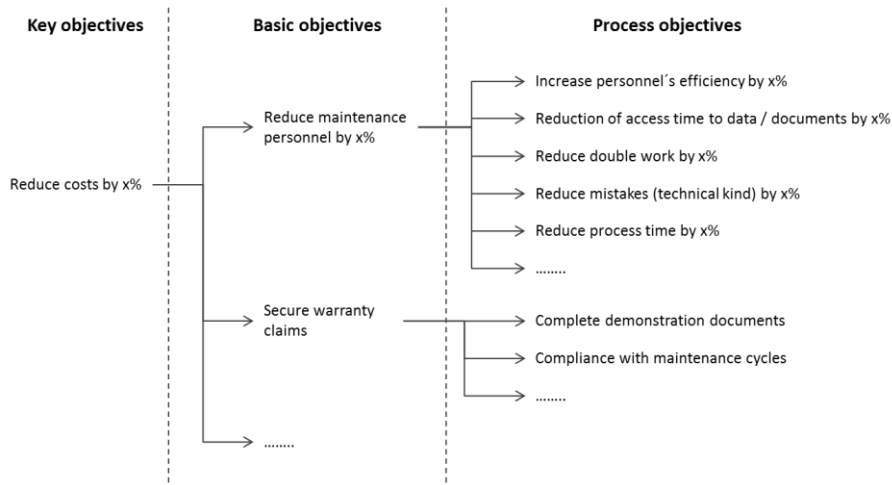 Key objectives
Basic objectives
Process objectives
Reduce costs by x%
Reduce maintenance
personnel by x%
Increase personnel´s efficiency by x%
Reduction of access time to data / documents by x%
Reduce double work by x%
Reduce mistakes (technical kind) by x%
Reduce process time by x%
........
Secure warranty
claims
Complete demonstration documents
Compliance with maintenance cycles
........
........